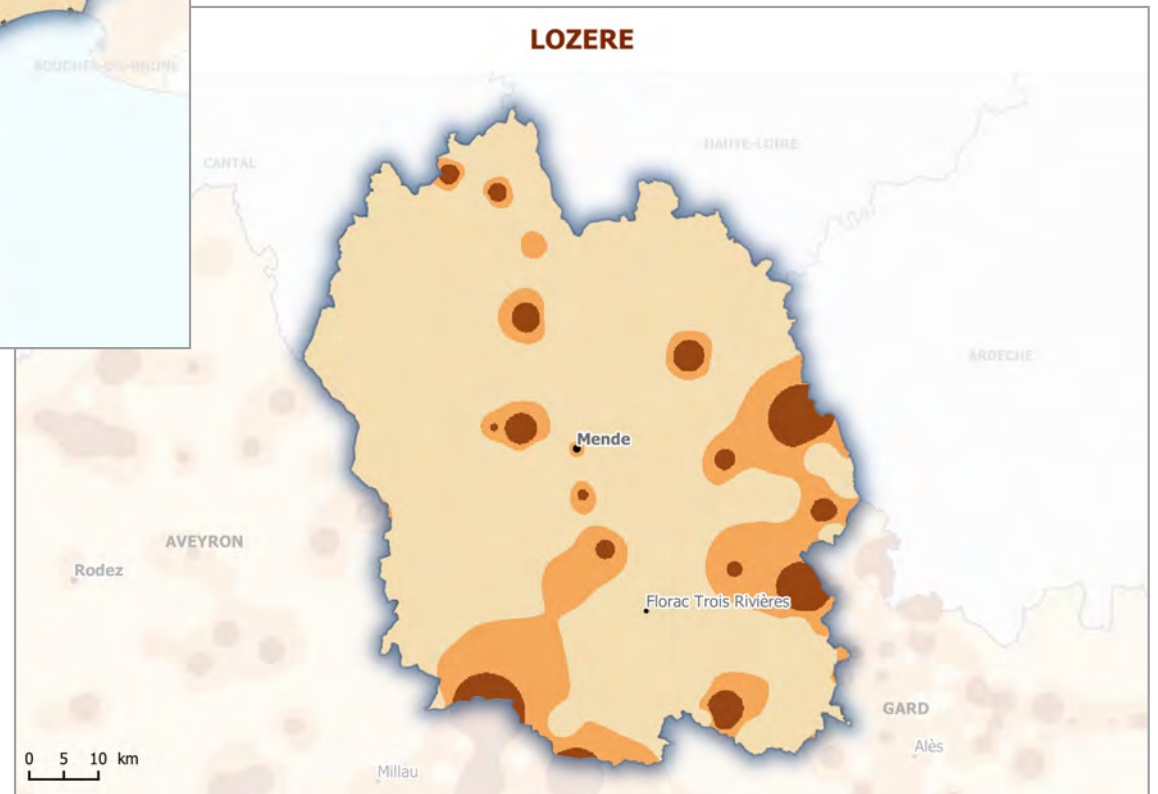 LOZERE
BOUCHES-DU-RHONE
HAUTE-LOIRE
CANTAL
ARDECHE
Mende
AVEYRON
Rodez
Florac Trois Rivières
GARD
Alès
Millau
0 5 10 km